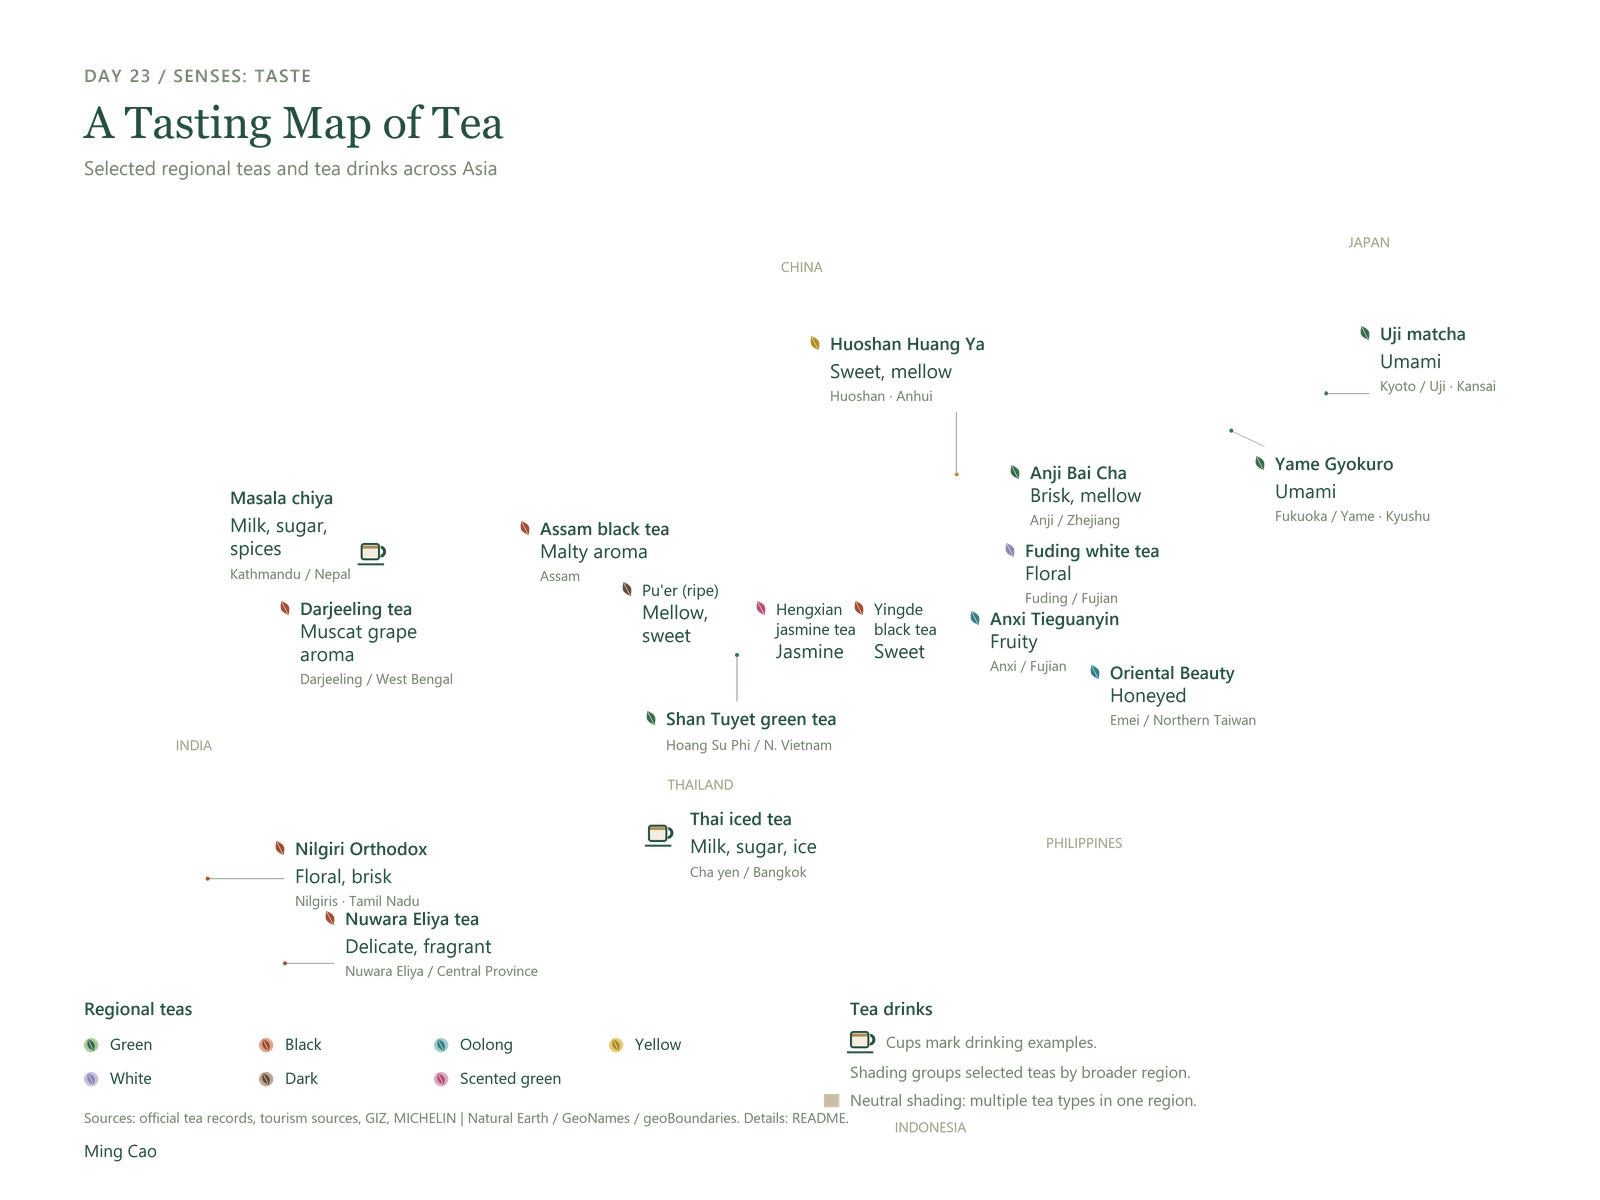 DAY 23 / SENSES: TASTE
A Tasting Map of Tea
Selected regional teas and tea drinks across Asia
JAPAN
CHINA
Huoshan Huang Ya
Sweet, mellow
Huoshan · Anhui
Uji matcha
Umami
Kyoto / Uji · Kansai
Yame Gyokuro
Umami
Fukuoka / Yame · Kyushu
Anji Bai Cha
Brisk, mellow
Anji / Zhejiang
Masala chiya
Milk, sugar,
spices
Kathmandu / Nepal
Assam black tea
Malty aroma
Assam
Fuding white tea
Floral
Fuding / Fujian
Pu'er (ripe)
Mellow,
sweet
Hengxian
jasmine tea
Jasmine
Yingde
black tea
Sweet
Anxi Tieguanyin
Fruity
Anxi / Fujian
Darjeeling tea
Muscat grape
aroma
Darjeeling / West Bengal
Oriental Beauty
Honeyed
Emei / Northern Taiwan
Shan Tuyet green tea
Hoang Su Phi / N. Vietnam
INDIA
THAILAND
Thai iced tea
Milk, sugar, ice
Cha yen / Bangkok
PHILIPPINES
Nilgiri Orthodox
Floral, brisk
Nilgiris · Tamil Nadu
Nuwara Eliya tea
Delicate, fragrant
Nuwara Eliya / Central Province
Regional teas
Green
Black
Oolong
Yellow
White
Dark
Scented green
Tea drinks
Cups mark drinking examples.
Shading groups selected teas by broader region.
Neutral shading: multiple tea types in one region.
Sources: official tea records, tourism sources, GIZ, MICHELIN | Natural Earth / GeoNames / geoBoundaries. Details: README.
INDONESIA
Ming Cao